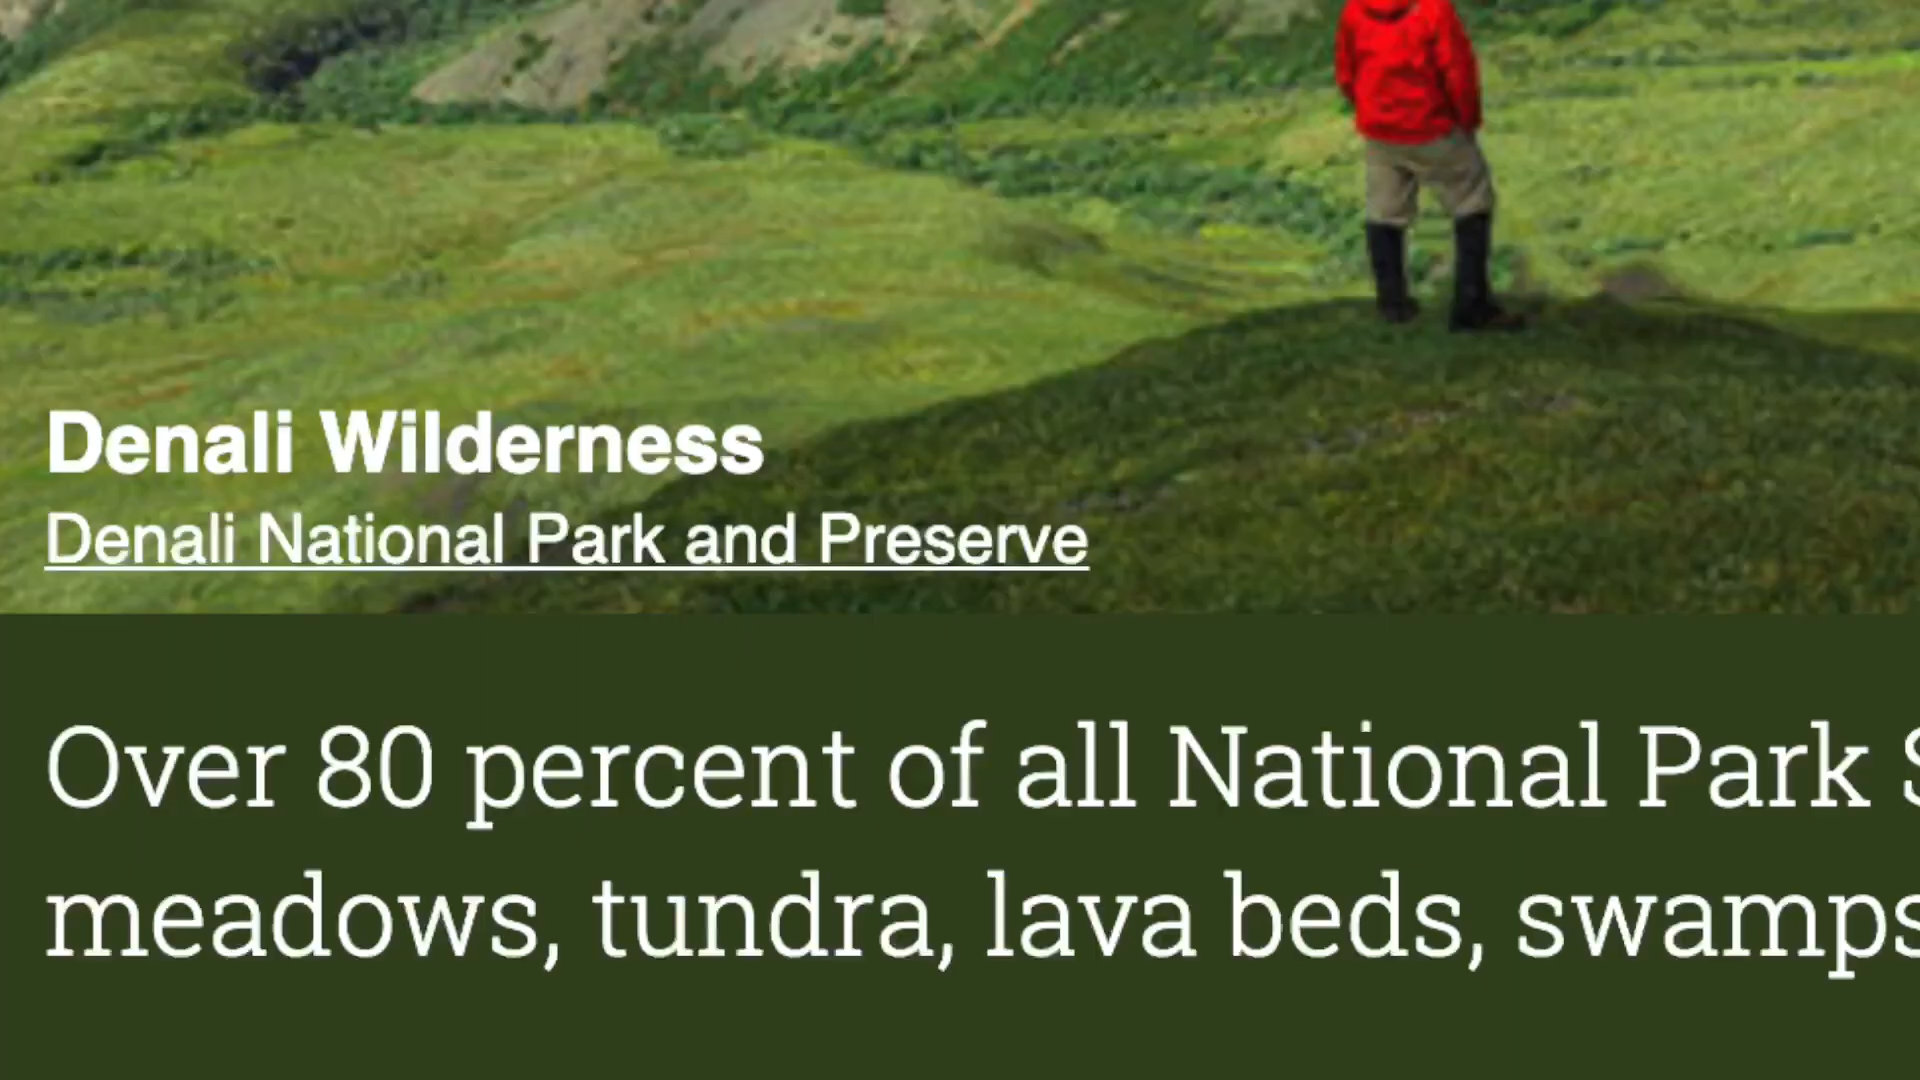 Denali Wilderness
Denali National Park and Preserve
Over 80 percent of all National Park
meadows, tundra, lava beds, swamps